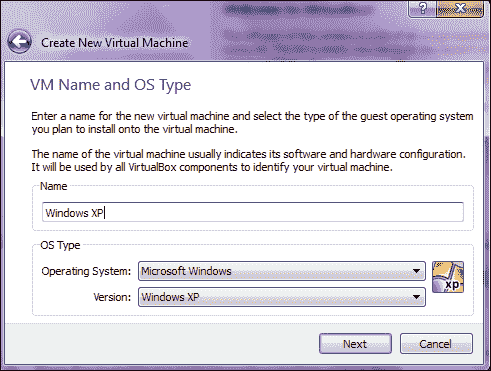 ?
X
Create New Virtual Machine
VM Name and OS Type
Enter a name for the new virtual machine and select the type of the guest operating system
you plan to install onto the virtual machine.
The name of the virtual machine usually indicates its software and hardware configuration.
It will be used by all VirtualBox components to identify your virtual machine.
Name
Windows XP
OS Type
Operating System:
Microsoft Windows
xp
Version:
Windows XP
Next
Cancel